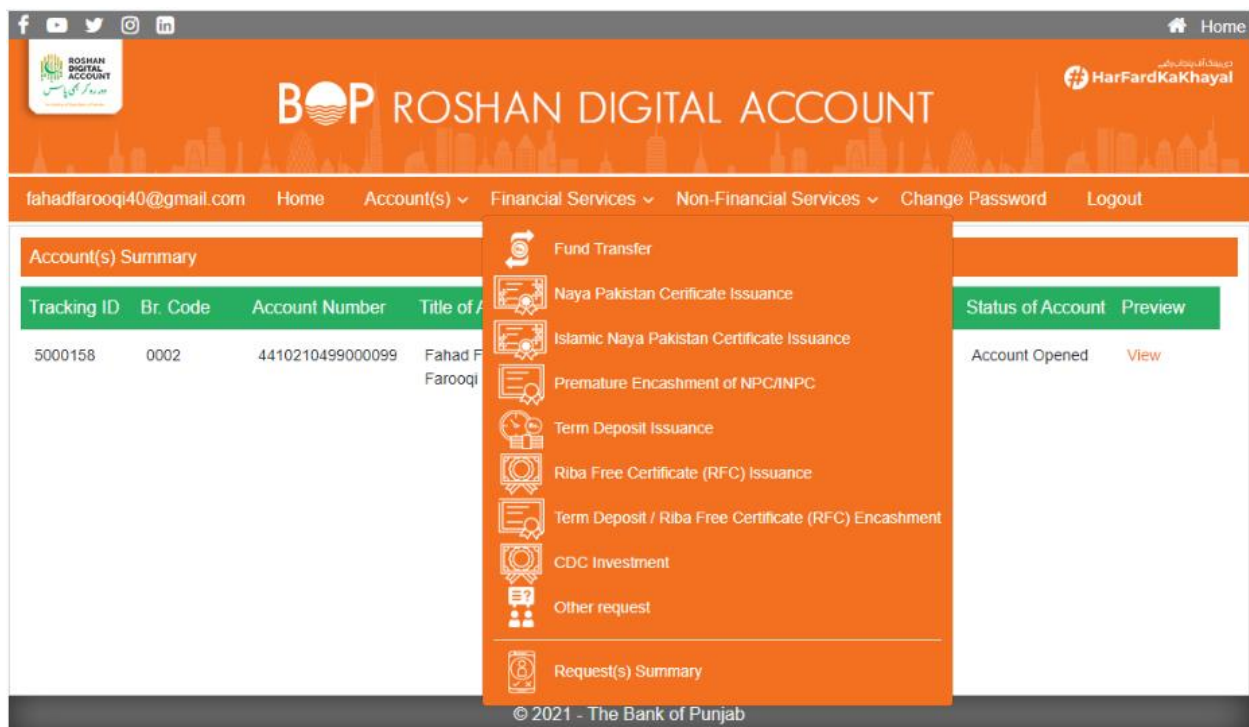 Home
ROSHAN
DIGITAL
ACCOUNT
#HarFardKaKhayal
BOP ROSHAN DIGITAL ACCOUNT
fahadfarooqi40@gmail.com Home Account(s) Financial Services Non-Financial Services Change Password Logout
Account(s) Summary
Tracking ID Br. Code Account Number Title of A Status of Account Preview
5000158 0002 4410210499000099 Fahad F Account Opened View
Farooqi
Fund Transfer
Naya Pakistan Cerificate Issuance
Islamic Naya Pakistan Certificate Issuance
Premature Encashment of NPC/INPC
Term Deposit Issuance
Riba Free Certificate (RFC) Issuance
Term Deposit / Riba Free Certificate (RFC) Encashment
CDC Investment
Other request
Request(s) Summary
© 2021 - The Bank of Punjab